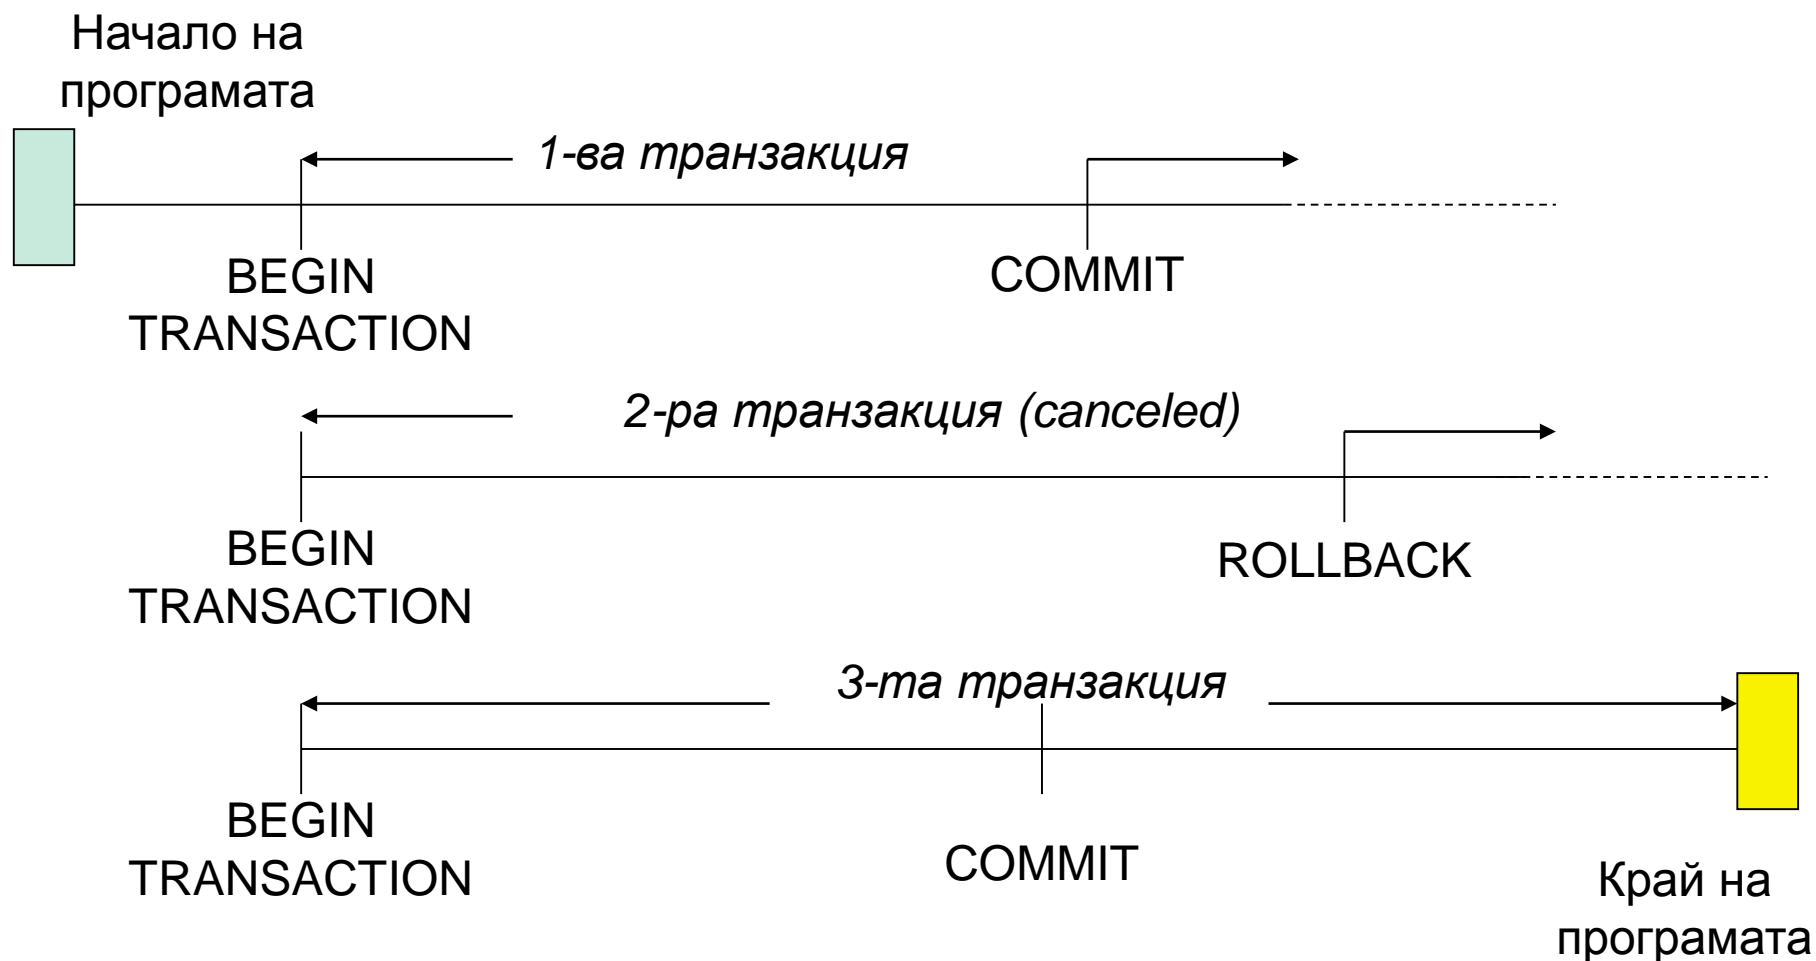 Начало на
програмата
1-ва транзакция
BEGIN
TRANSACTION
COMMIT
2-ра транзакция (canceled)
BEGIN
TRANSACTION
ROLLBACK
3-та транзакция
BEGIN
TRANSACTION
COMMIT
Край на
програмата